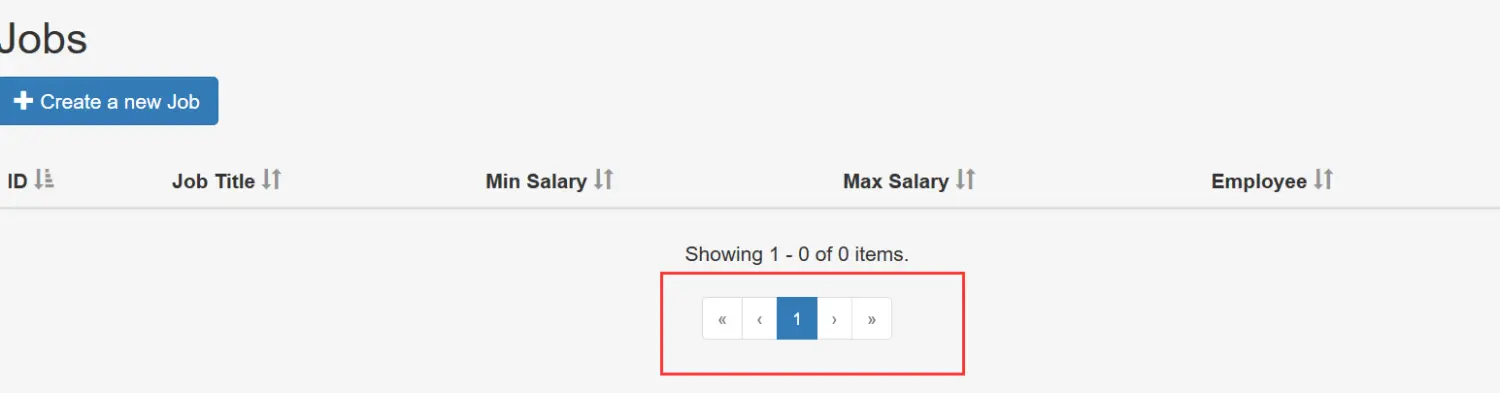 Jobs
Create a new Job
ID Job Title Min Salary Max Salary Employee
Showing 1 - 0 of 0 items.
« ‹ 1 › »